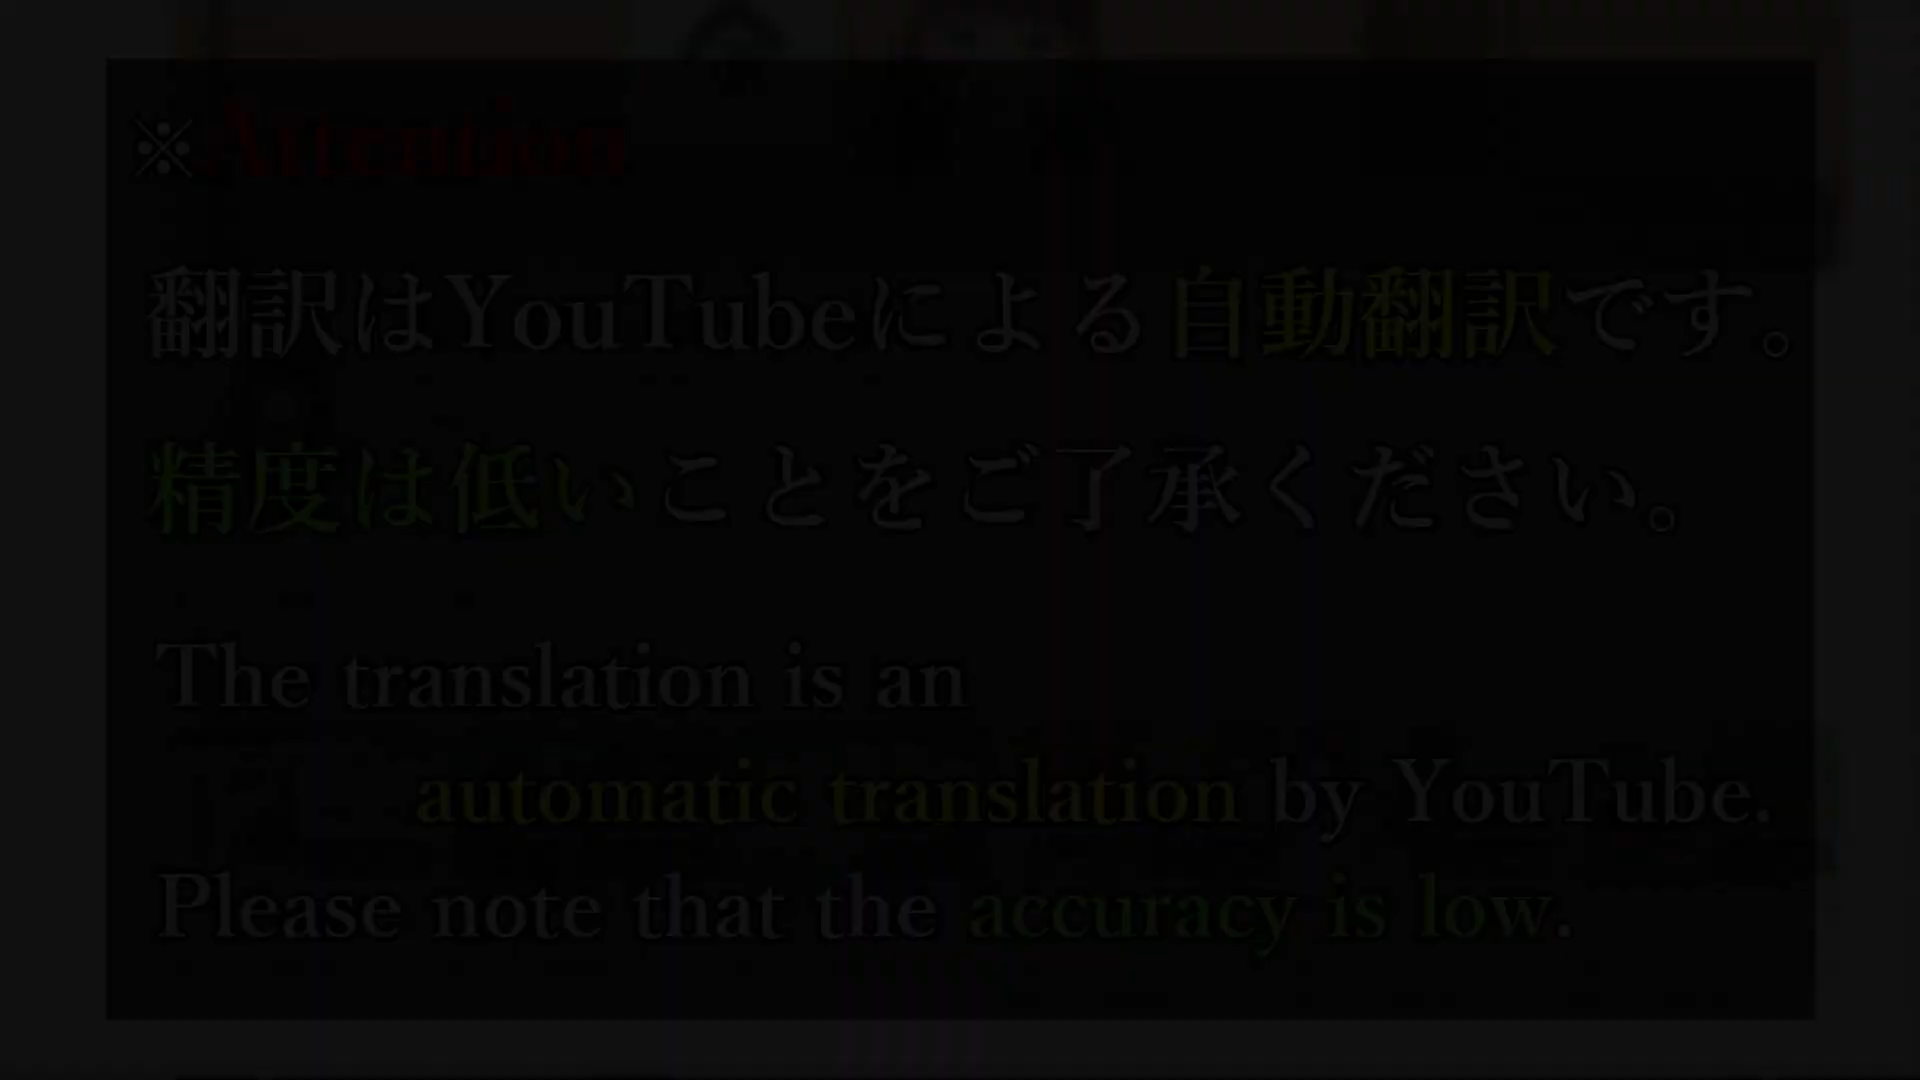 ※Attention
翻訳はYouTubeによる自動翻訳です。
精度は低いことをご了承ください。
The translation is an
automatic translation by YouTube.
Please note that the accuracy is low.